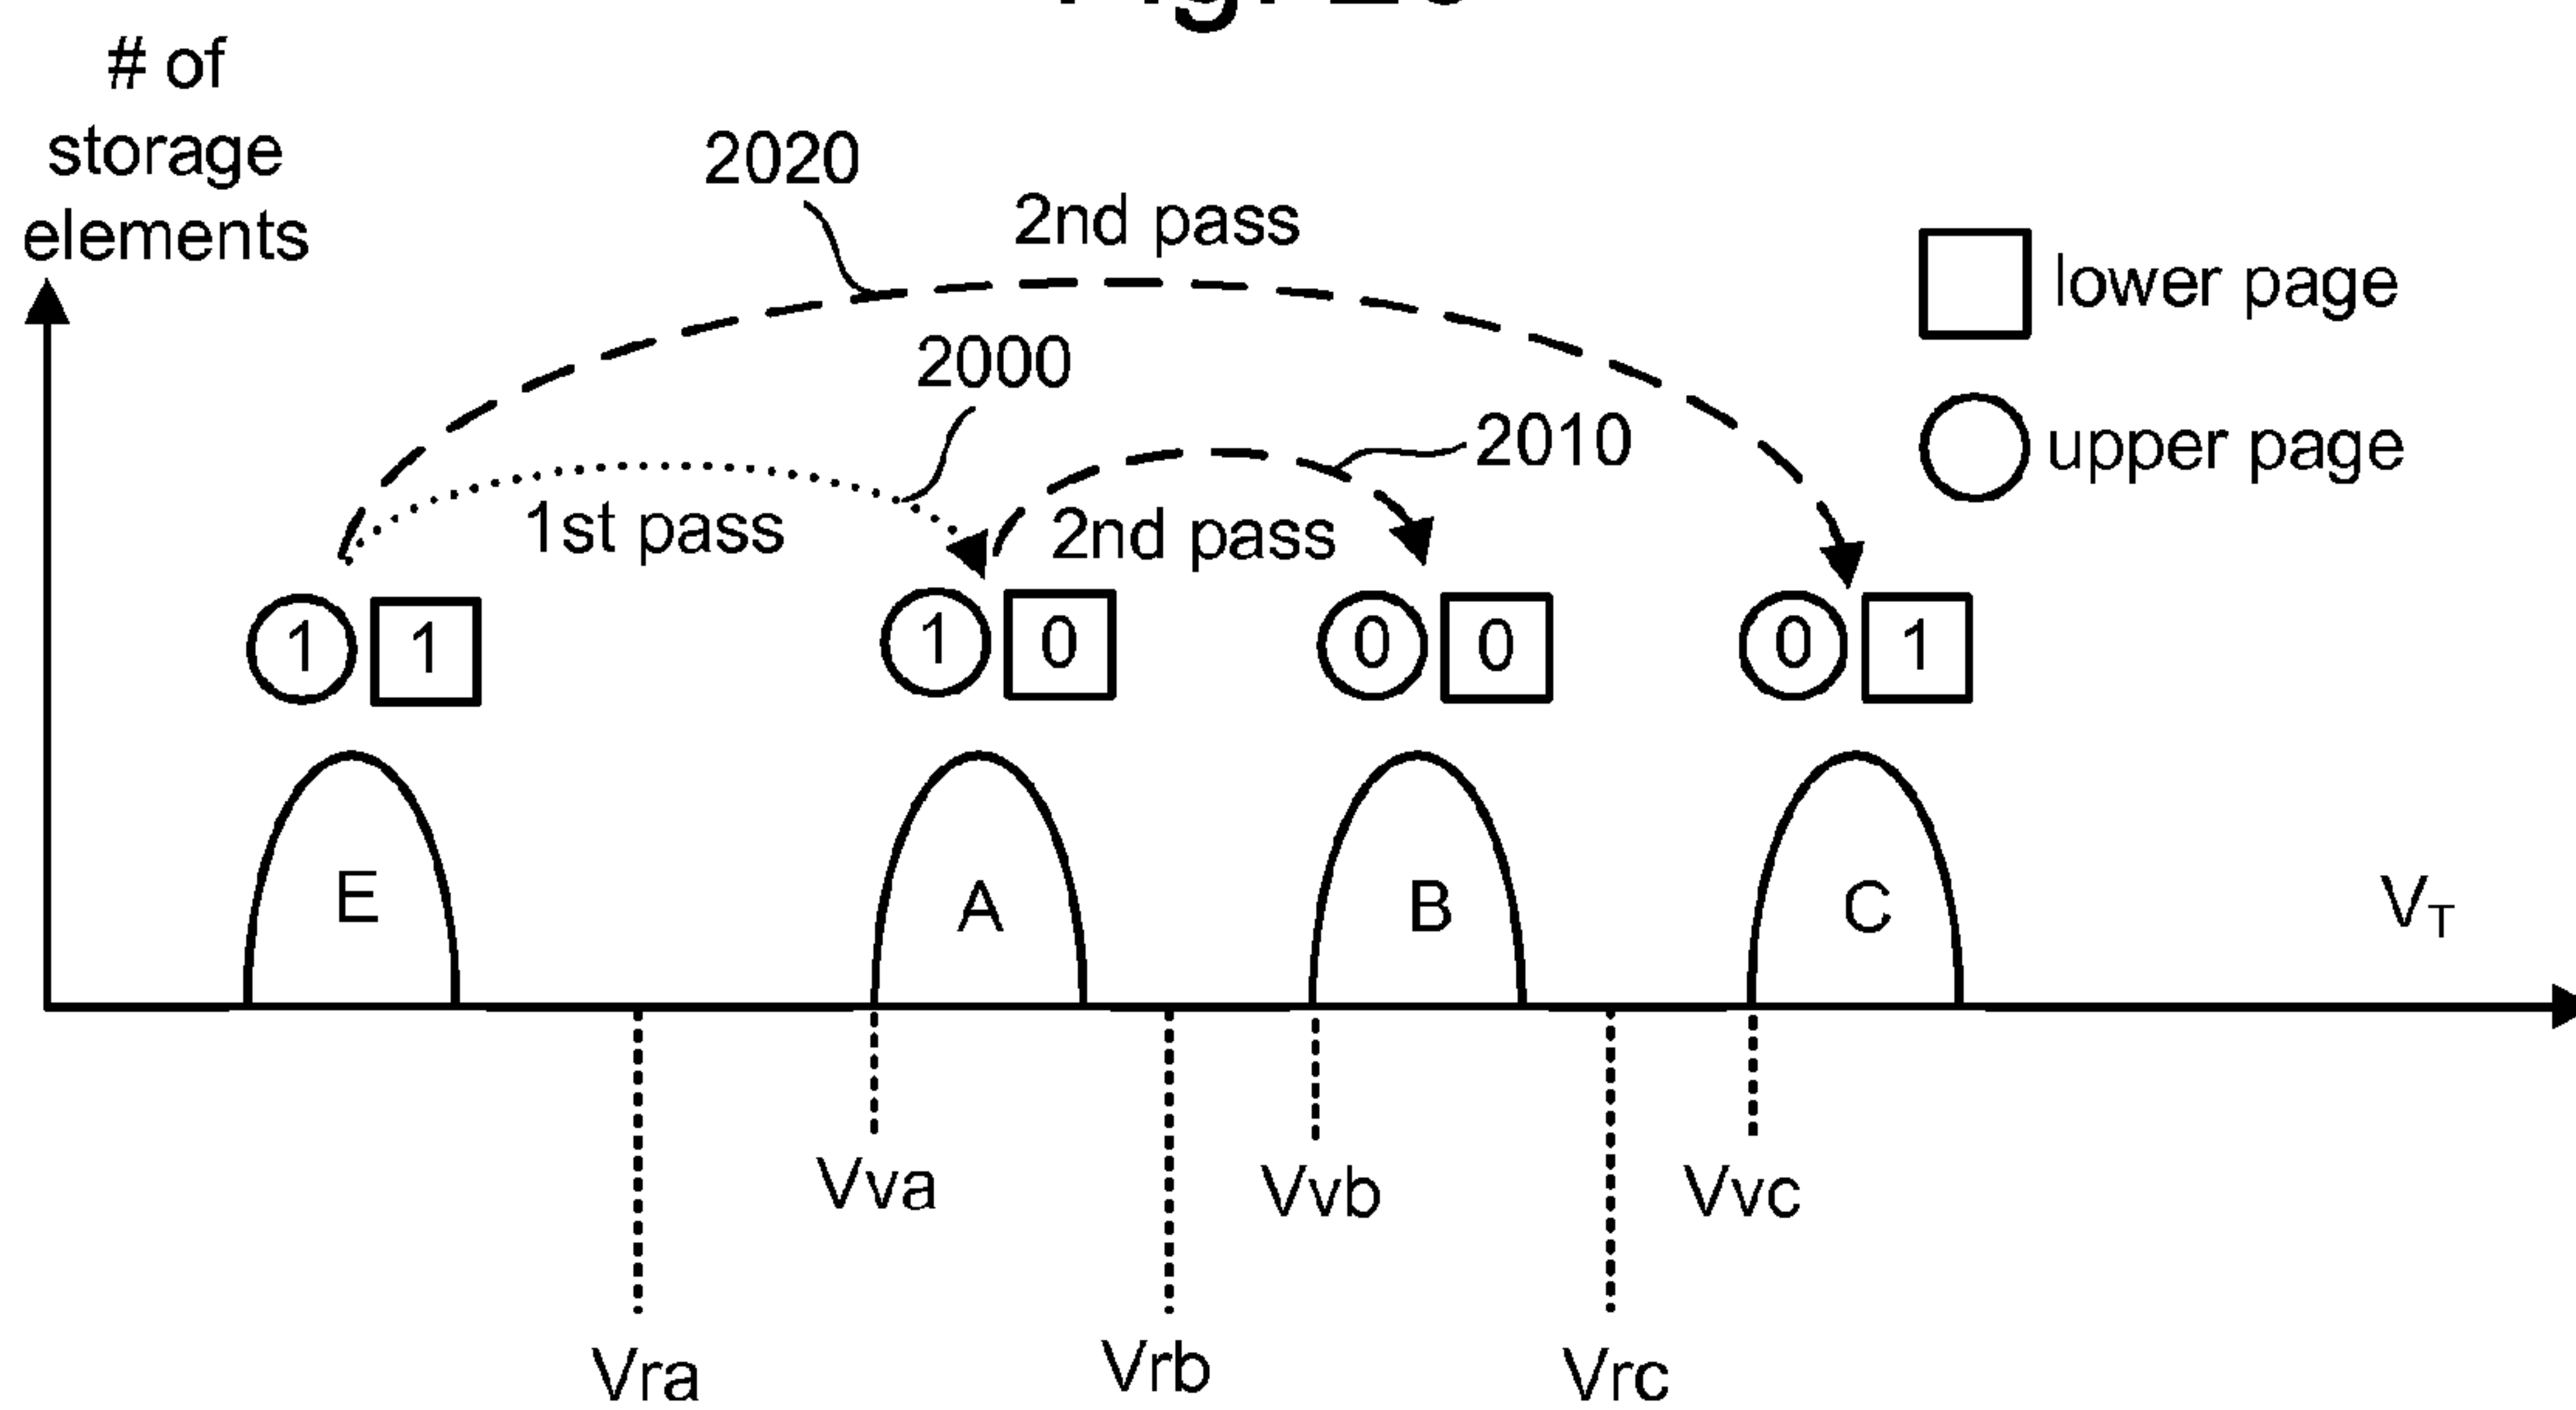 # of
storage
elements
2020
2nd pass
lower page
2000
upper page
2010
1st pass
2nd pass
1 1
1 0
0 0
0 1
E
A
B
C
VT
Vva
Vvb
Vvc
Vra
Vrb
Vrc